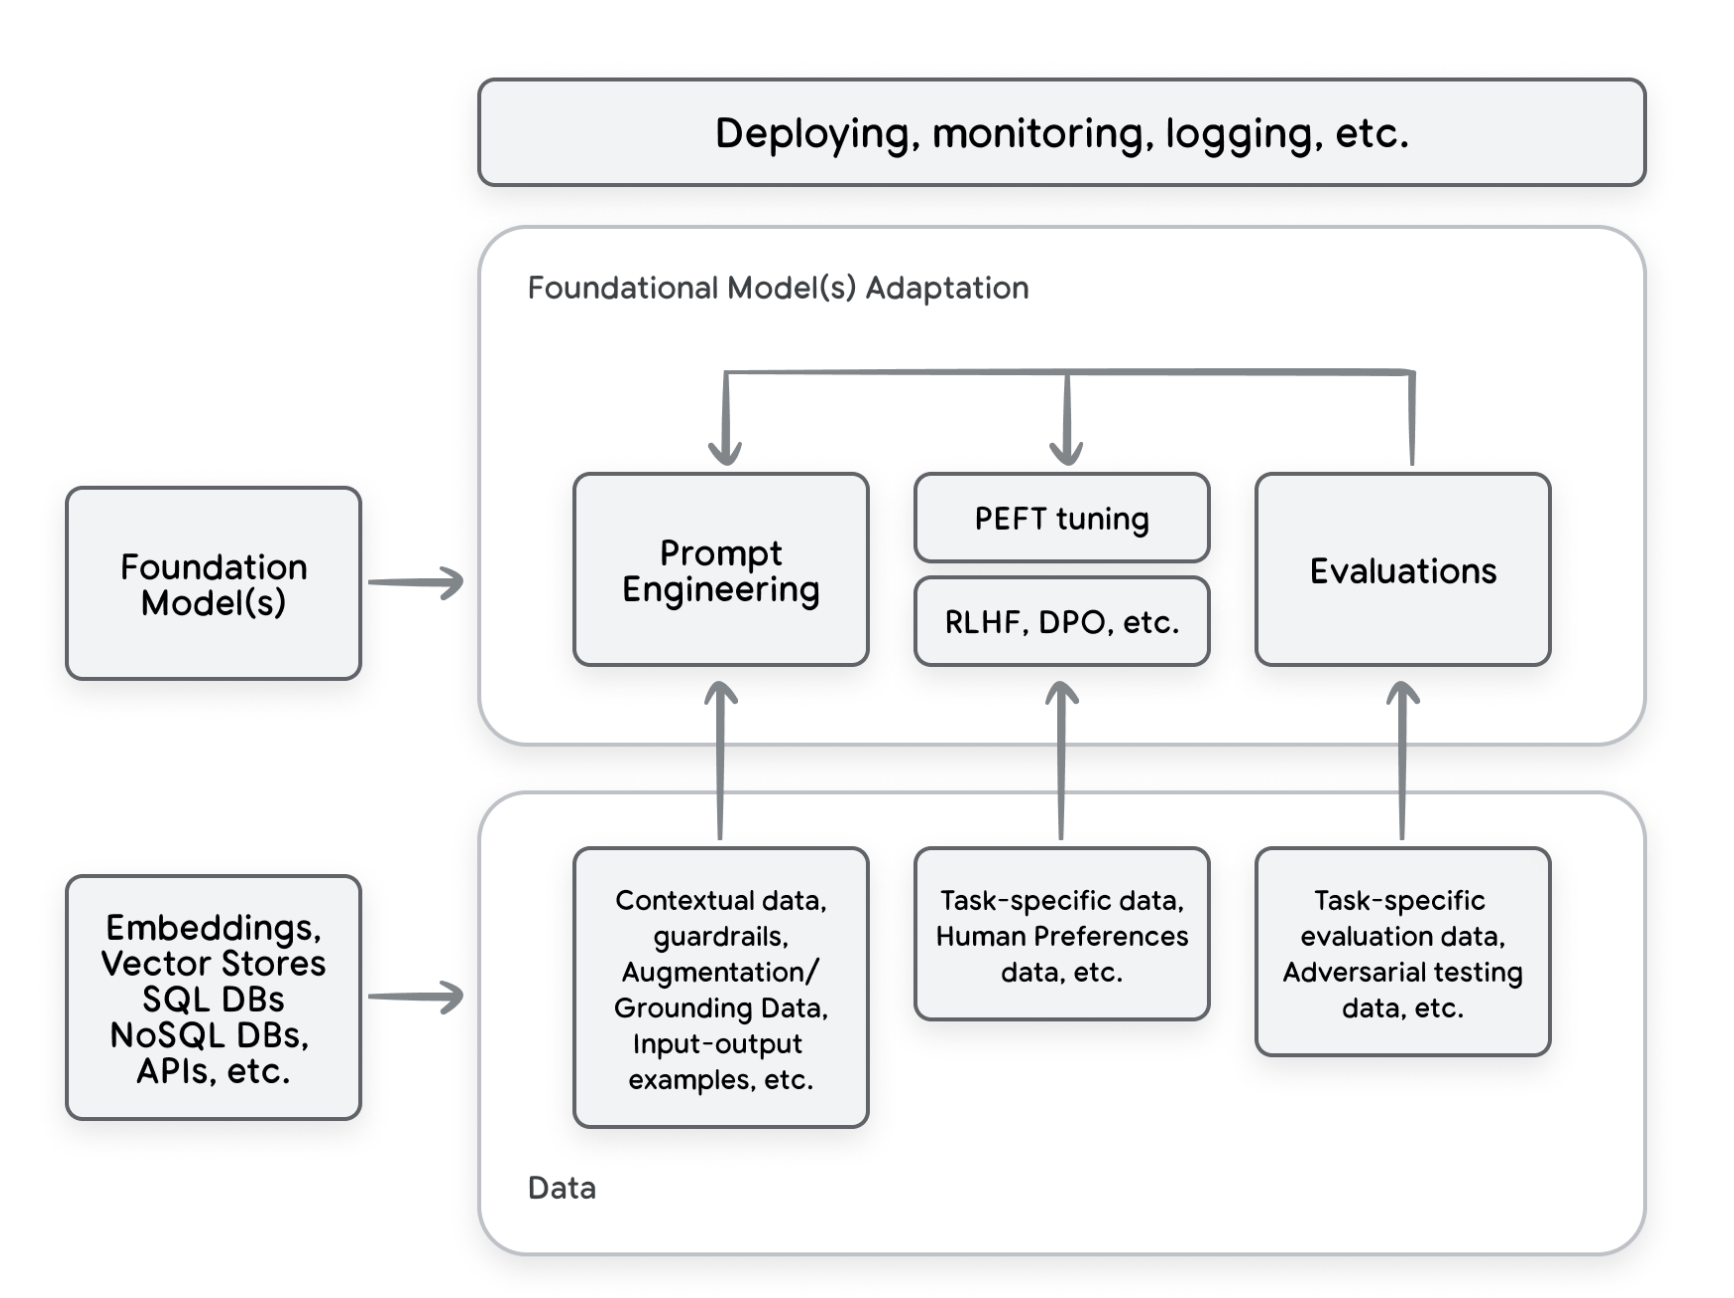 Deploying, monitoring, logging, etc.
Foundational Model(s) Adaptation
Foundation
Model(s)
Prompt
Engineering
PEFT tuning
RLHF, DPO, etc.
Evaluations
Embeddings,
Vector Stores
SQL DBs
NoSQL DBs,
APIs, etc.
Contextual data,
guardrails,
Augmentation/
Grounding Data,
Input-output
examples, etc.
Task-specific data,
Human Preferences
data, etc.
Task-specific
evaluation data,
Adversarial testing
data, etc.
Data